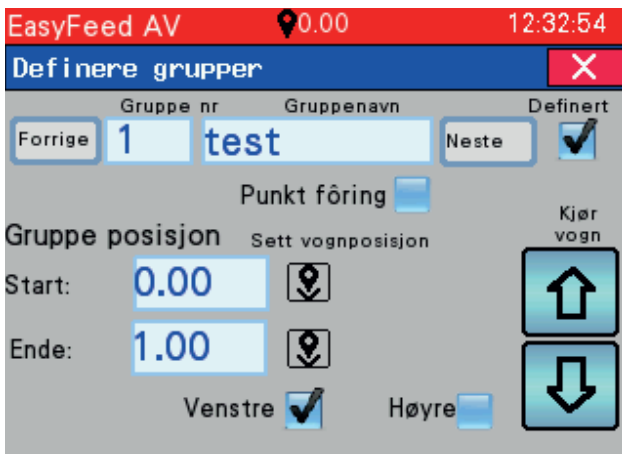 EasyFeed AV 0.00 12:32:54
Definere grupper
Gruppe nr Gruppenavn Definert
Forrige 1 test Neste
Punkt fôring
Kjør
Gruppe posisjon Sett vognposisjon vogn
Start: 0.00
Ende: 1.00
Venstre Høyre